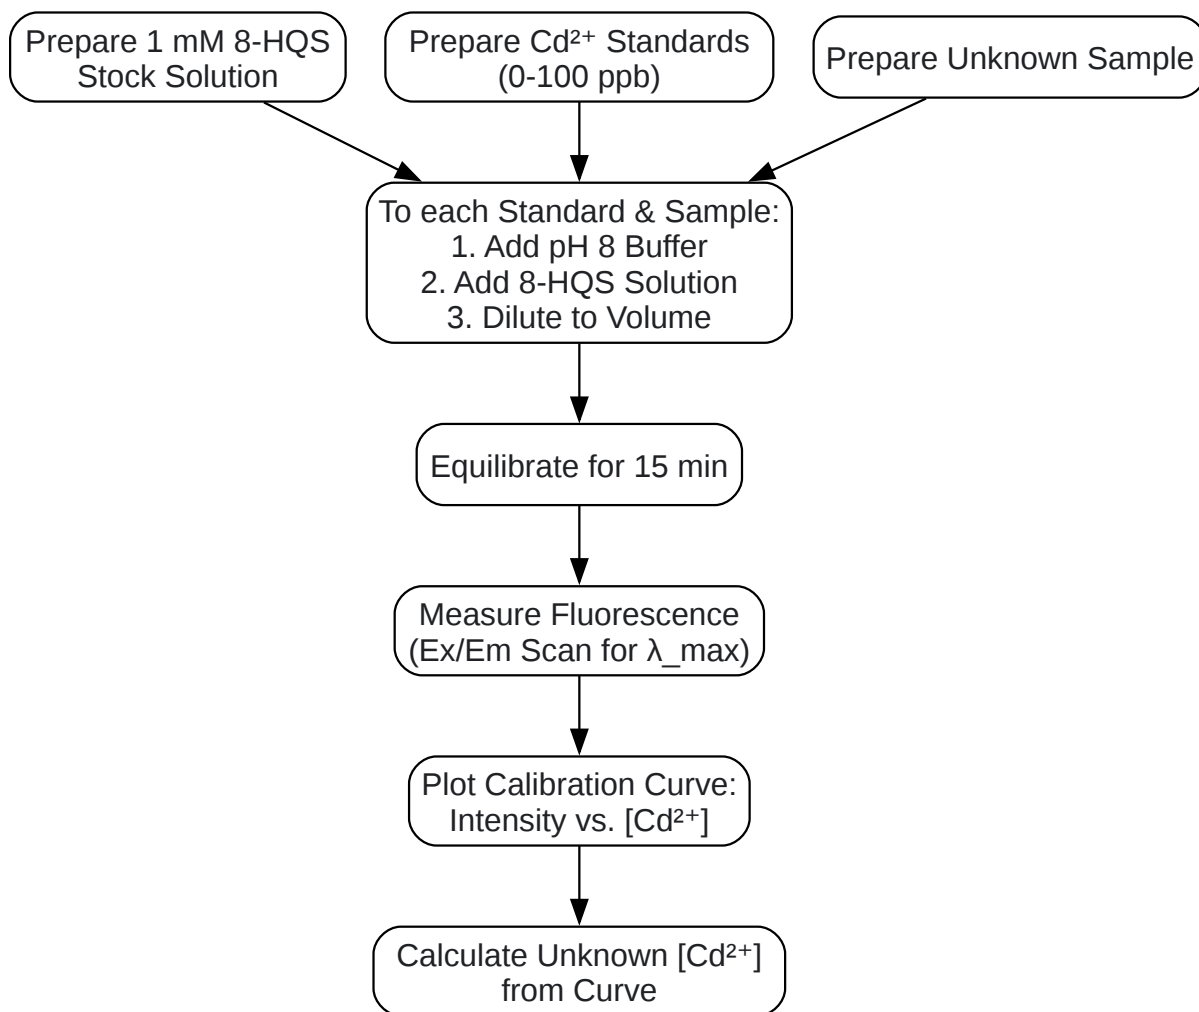 Prepare 1 mM 8-HQS
Stock Solution
Prepare Cd²⁺ Standards
(0-100 ppb)
Prepare Unknown Sample
To each Standard & Sample:
1. Add pH 8 Buffer
2. Add 8-HQS Solution
3. Dilute to Volume
Equilibrate for 15 min
Measure Fluorescence
(Ex/Em Scan for λ_max)
Plot Calibration Curve:
Intensity vs. [Cd²⁺]
Calculate Unknown [Cd²⁺]
from Curve